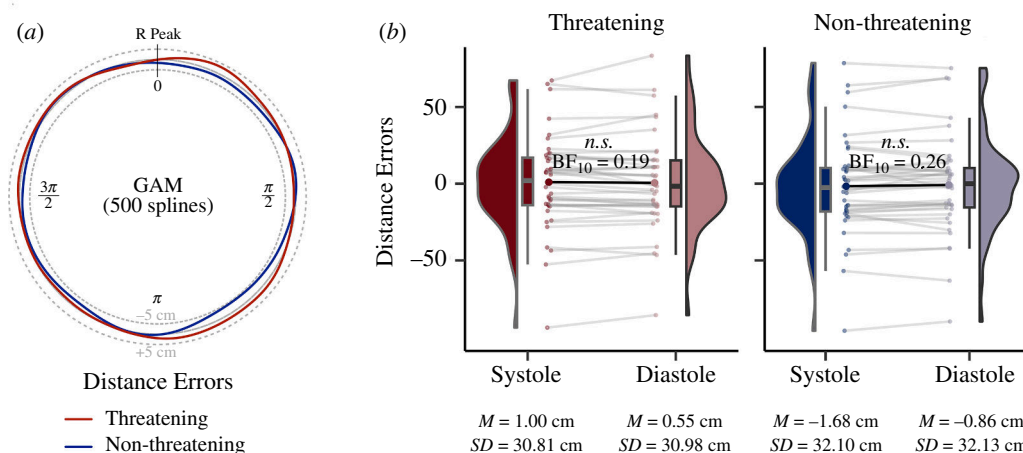 (a)
R Peak
0
3π/2
GAM
(500 splines)
π/2
π
–5 cm
+5 cm
Distance Errors
Threatening
Non-threatening
(b)
Threatening
Non-threatening
Distance Errors
50
0
–50
n.s.
BF10 = 0.19
n.s.
BF10 = 0.26
Systole
Diastole
Systole
Diastole
M = 1.00 cm
SD = 30.81 cm
M = 0.55 cm
SD = 30.98 cm
M = –1.68 cm
SD = 32.10 cm
M = –0.86 cm
SD = 32.13 cm